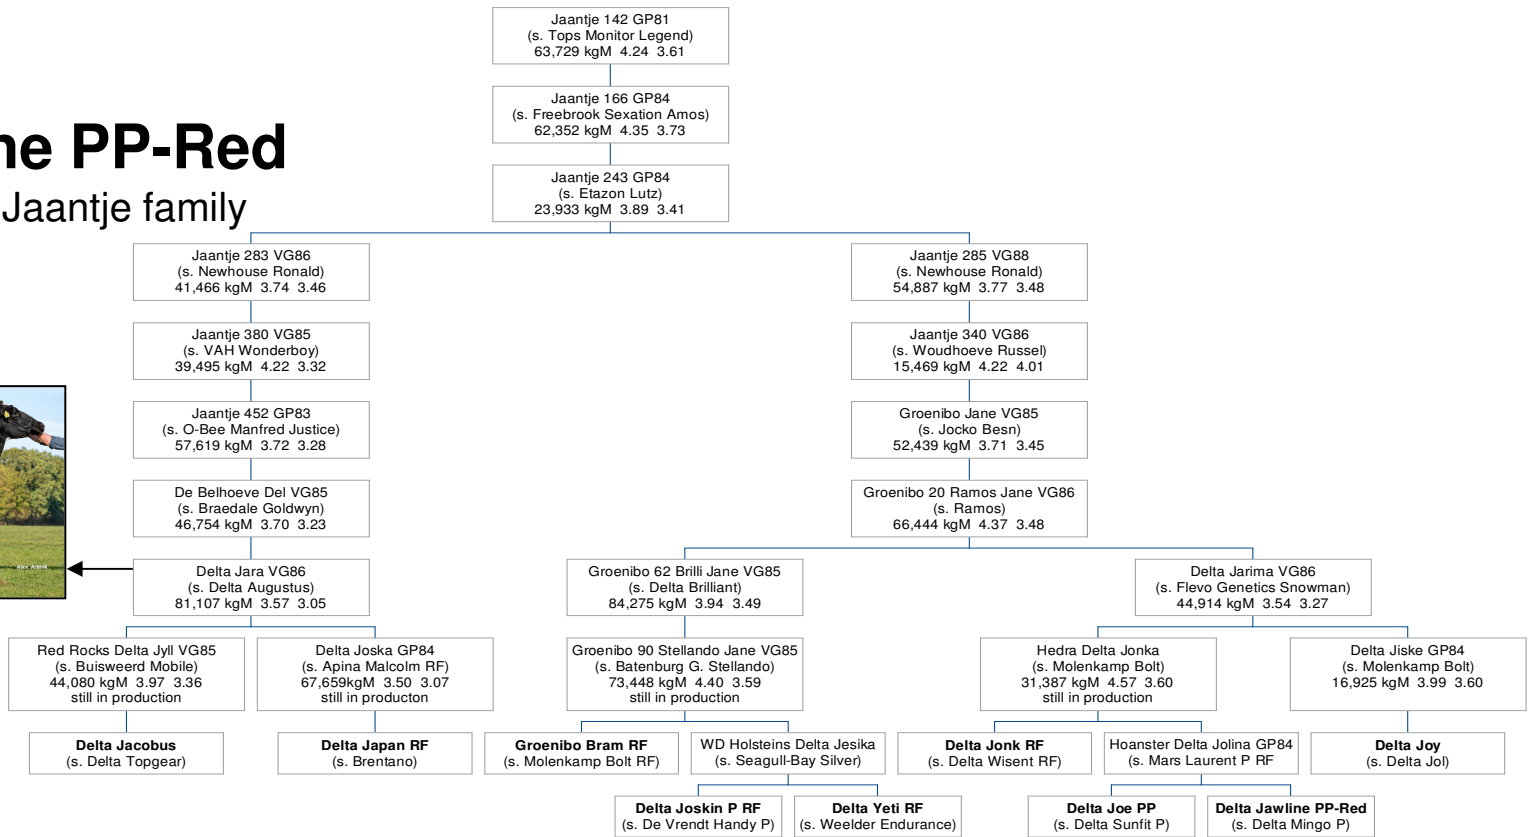 Jaantje 142 GP81
(s. Tops Monitor Legend)
63,729 kgM 4.24 3.61
Jaantje 166 GP84
(s. Freebrook Sexation Amos)
62,352 kgM 4.35 3.73
ne PP-Red
Jaantje family
Jaantje 243 GP84
(s. Etazon Lutz)
23,933 kgM 3.89 3.41
Jaantje 283 VG86
(s. Newhouse Ronald)
41,466 kgM 3.74 3.46
Jaantje 285 VG88
(s. Newhouse Ronald)
54,887 kgM 3.77 3.48
Jaantje 380 VG85
(s. VAH Wonderboy)
39,495 kgM 4.22 3.32
Jaantje 340 VG86
(s. Woudhoeve Russel)
15,469 kgM 4.22 4.01
Jaantje 452 GP83
(s. O-Bee Manfred Justice)
57,619 kgM 3.72 3.28
Groenibo Jane VG85
(s. Jocko Besn)
52,439 kgM 3.71 3.45
De Belhoeve Del VG85
(s. Braedale Goldwyn)
46,754 kgM 3.70 3.23
Groenibo 20 Ramos Jane VG86
(s. Ramos)
66,444 kgM 4.37 3.48
Delta Jara VG86
(s. Delta Augustus)
81,107 kgM 3.57 3.05
Groenibo 62 Brilli Jane VG85
(s. Delta Brilliant)
84,275 kgM 3.94 3.49
Delta Jarima VG86
(s. Flevo Genetics Snowman)
44,914 kgM 3.54 3.27
Red Rocks Delta Jyll VG85
(s. Buisweerd Mobile)
44,080 kgM 3.97 3.36
still in production
Delta Joska GP84
(s. Apina Malcolm RF)
67,659kgM 3.50 3.07
still in producton
Groenibo 90 Stellando Jane VG85
(s. Batenburg G. Stellando)
73,448 kgM 4.40 3.59
still in production
Hedra Delta Jonka
(s. Molenkamp Bolt)
31,387 kgM 4.57 3.60
still in production
Delta Jiske GP84
(s. Molenkamp Bolt)
16,925 kgM 3.99 3.60
Delta Jacobus
(s. Delta Topgear)
Delta Japan RF
(s. Brentano)
Groenibo Bram RF
(s. Molenkamp Bolt RF)
WD Holsteins Delta Jesika
(s. Seagull-Bay Silver)
Delta Jonk RF
(s. Delta Wisent RF)
Hoanster Delta Jolina GP84
(s. Mars Laurent P RF
Delta Joy
(s. Delta Jol)
Delta Joskin P RF
(s. De Vrendt Handy P)
Delta Yeti RF
(s. Weelder Endurance)
Delta Joe PP
(s. Delta Sunfit P)
Delta Jawline PP-Red
(s. Delta Mingo P)